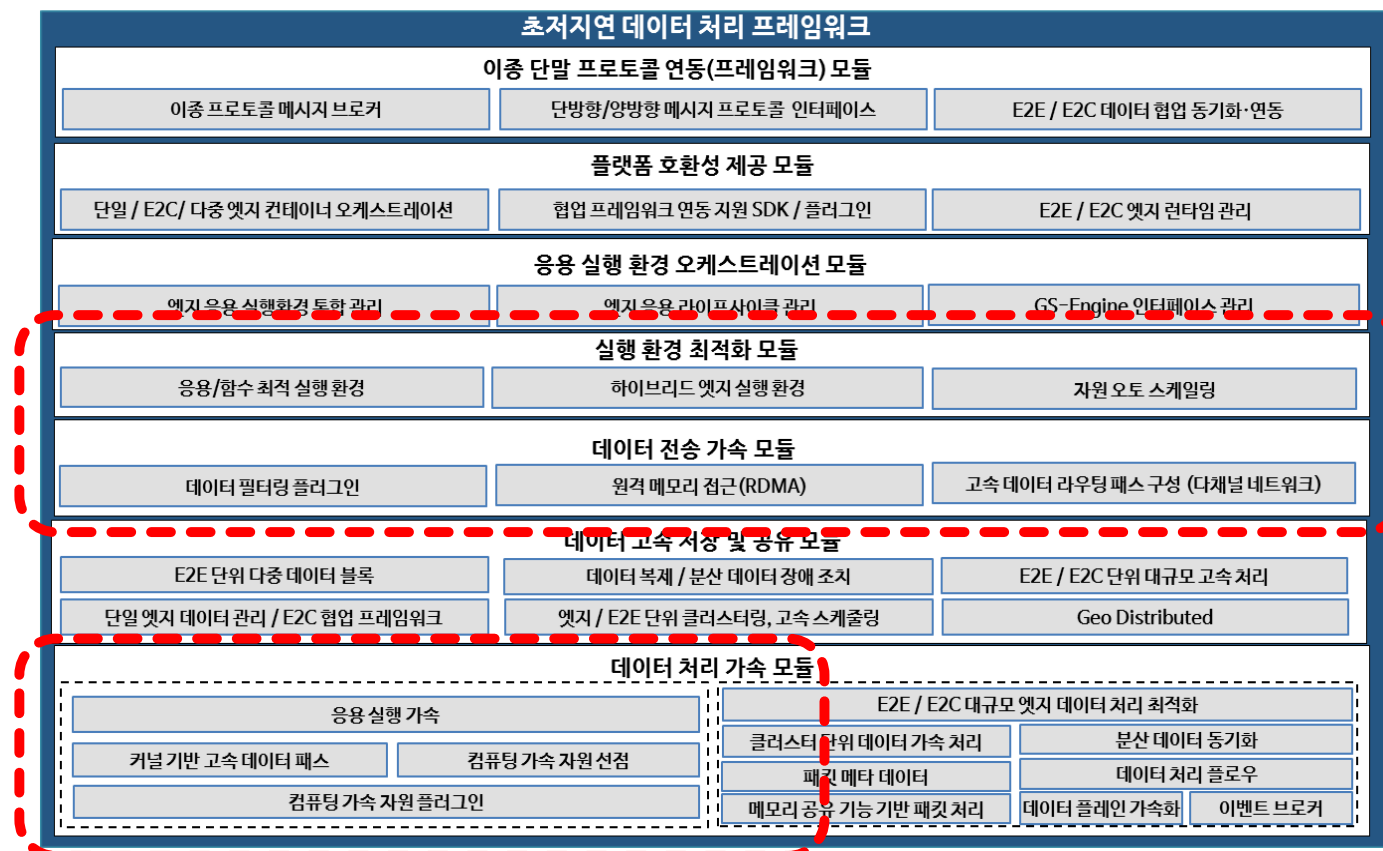 초저지연 데이터 처리 프레임워크
이종 단말 프로토콜 연동(프레임워크) 모듈
이종 프로토콜 메시지 브로커
단방향/양방향 메시지 프로토콜 인터페이스
E2E / E2C 데이터 협업 동기화·연동
플랫폼 호환성 제공 모듈
단일 / E2C/ 다중 엣지 컨테이너 오케스트레이션
협업 프레임워크 연동 지원 SDK / 플러그인
E2E / E2C 엣지 런타임 관리
응용 실행 환경 오케스트레이션 모듈
엣지 응용 실행환경 통합 관리
엣지 응용 라이프사이클 관리
GS-Engine 인터페이스 관리
실행 환경 최적화 모듈
응용/함수 최적 실행 환경
하이브리드 엣지 실행 환경
자원 오토 스케일링
데이터 전송 가속 모듈
데이터 필터링 플러그인
원격 메모리 접근(RDMA)
고속 데이터 라우팅 패스 구성 (다채널 네트워크)
데이터 고속 저장 및 공유 모듈
E2E 단위 다중 데이터 블록
데이터 복제 / 분산 데이터 장애 조치
E2E / E2C 단위 대규모 고속 처리
단일 엣지 데이터 관리 / E2C 협업 프레임워크
엣지 / E2E 단위 클러스터링, 고속 스케줄링
Geo Distributed
데이터 처리 가속 모듈
응용 실행 가속
커널 기반 고속 데이터 패스
컴퓨팅 가속 자원 선점
컴퓨팅 가속 자원 플러그인
E2E / E2C 대규모 엣지 데이터 처리 최적화
클러스터 단위 데이터 가속 처리
분산 데이터 동기화
패킷 메타 데이터
데이터 처리 플로우
메모리 공유 기능 기반 패킷 처리
데이터 플레인 가속화
이벤트 브로커